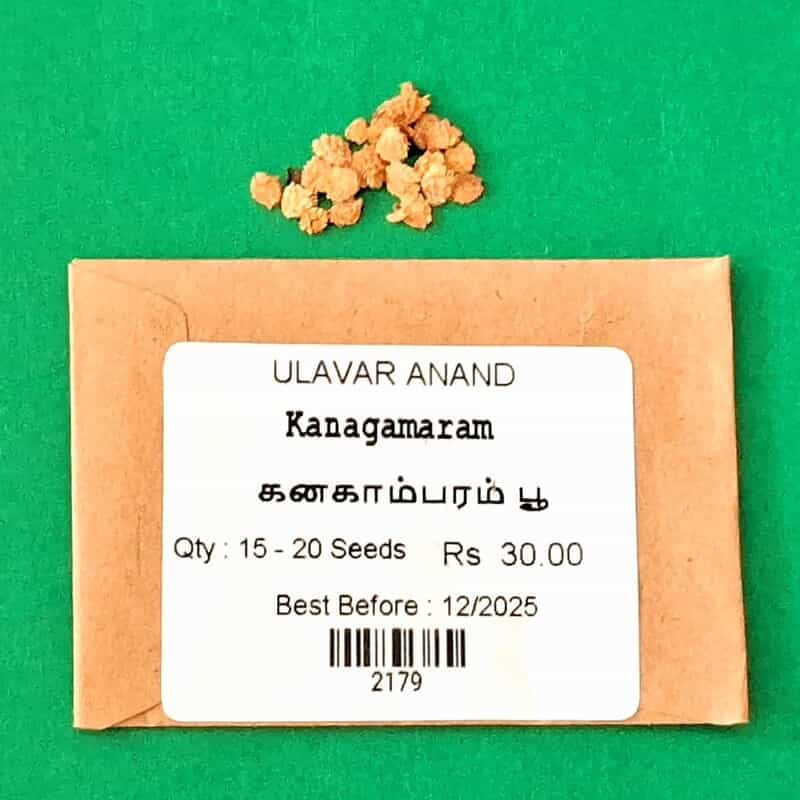 ULAVAR ANAND
Kanagamaram
கனகாம்பரம் பூ
Qty : 15 - 20 Seeds Rs 30.00
Best Before : 12/2025
2179